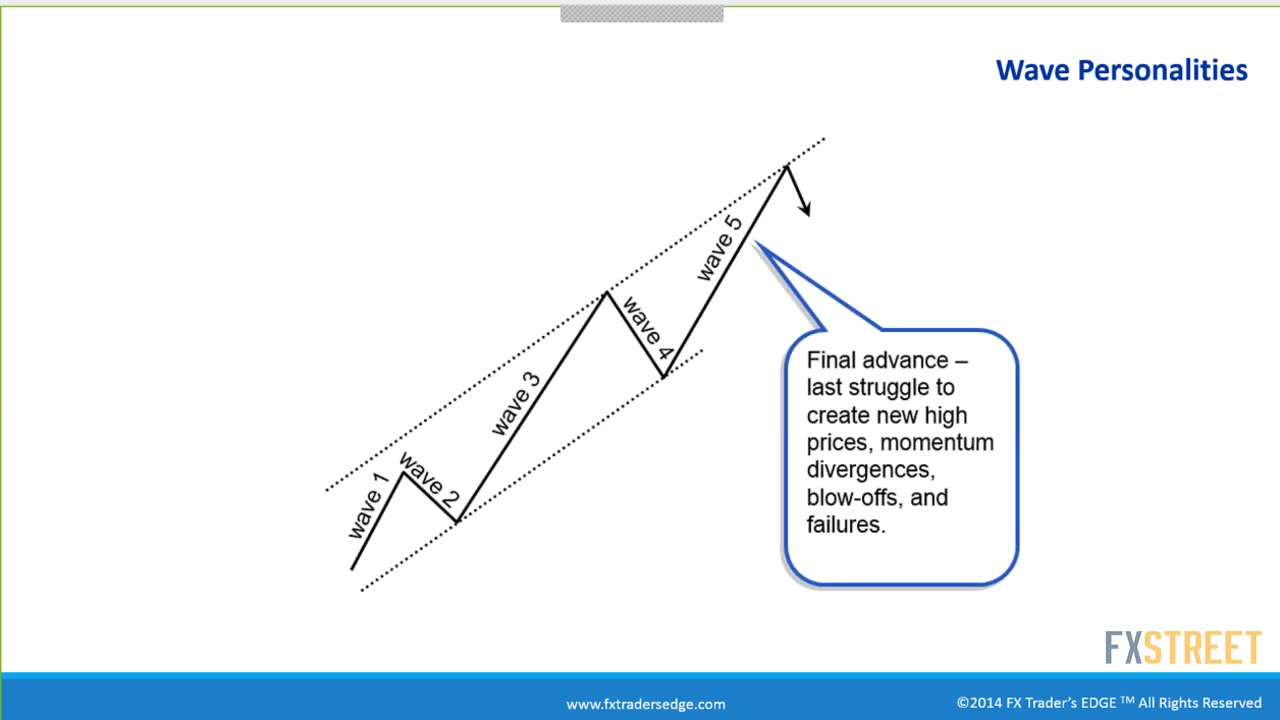 Wave Personalities
wave 1
wave 2
wave 3
wave 4
wave 5
Final advance –
last struggle to
create new high
prices, momentum
divergences,
blow-offs, and
failures.
FXSTREET
www.fxtradersedge.com
©2014 FX Trader’s EDGE ™ All Rights Reserved